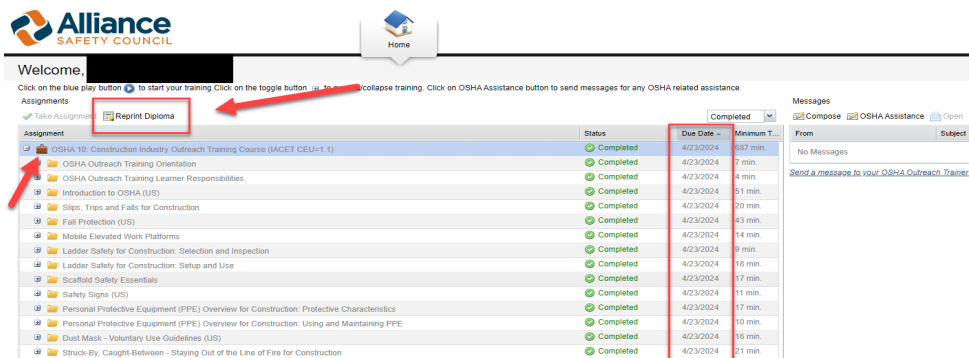 Alliance
SAFETY COUNCIL
Home
Welcome,
Click on the blue play button to start your training.Click on the toggle button to /collapse training. Click on OSHA Assistance button to send messages for any OSHA related assistance.
Assignments
Messages
Take Assignment Reprint Diploma
Completed
Compose OSHA Assistance Open
Assignment Status Due Date Minimum T...
From Subject
OSHA 10: Construction Industry Outreach Training Course (IACET CEU=1.1) Completed 4/23/2024 687 min.
No Messages
OSHA Outreach Training Orientation Completed 4/23/2024 7 min.
Send a message to your OSHA Outreach Trainer
OSHA Outreach Training Learner Responsibilities Completed 4/23/2024 4 min.
Introduction to OSHA (US) Completed 4/23/2024 51 min.
Slips, Trips and Falls for Construction Completed 4/23/2024 20 min.
Fall Protection (US) Completed 4/23/2024 43 min.
Mobile Elevated Work Platforms Completed 4/23/2024 14 min.
Ladder Safety for Construction: Selection and Inspection Completed 4/23/2024 9 min.
Ladder Safety for Construction: Setup and Use Completed 4/23/2024 18 min.
Scaffold Safety Essentials Completed 4/23/2024 17 min.
Safety Signs (US) Completed 4/23/2024 11 min.
Personal Protective Equipment (PPE) Overview for Construction: Protective Characteristics Completed 4/23/2024 17 min.
Personal Protective Equipment (PPE) Overview for Construction: Using and Maintaining PPE Completed 4/23/2024 10 min.
Dust Mask - Voluntary Use Guidelines (US) Completed 4/23/2024 16 min.
Struck-By, Caught-Between - Staying Out of the Line of Fire for Construction Completed 4/23/2024 21 min.